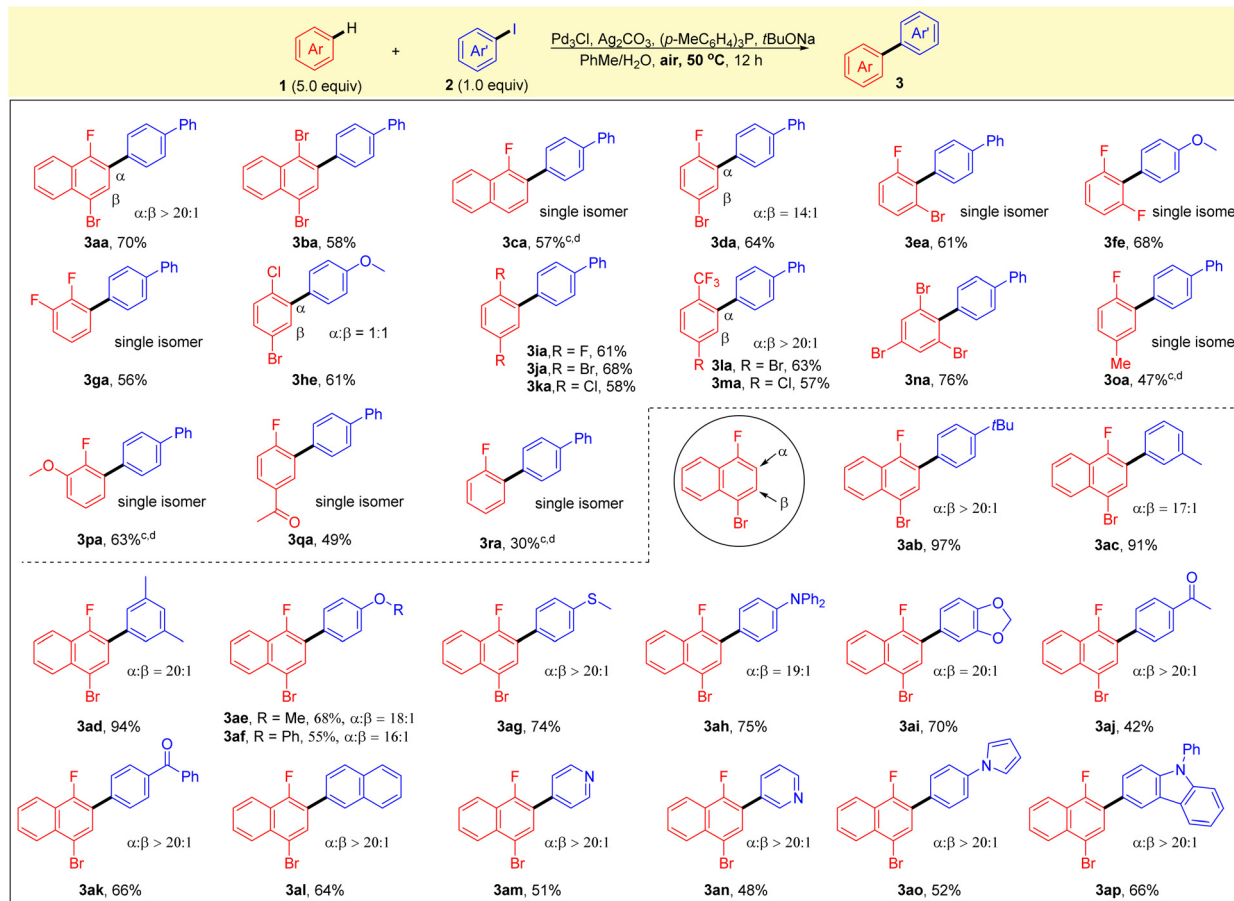 H
I
Ar
+
Ar'
Pd3Cl, Ag2CO3, (p-MeC6H4)3P, tBuONa
PhMe/H2O, air, 50 °C, 12 h
Ar'
Ar
1 (5.0 equiv)
2 (1.0 equiv)
3
F Ph
α
β
Br
α:β > 20:1
3aa, 70%
Br Ph
Br
3ba, 58%
F Ph
single isomer
3ca, 57%c,d
F Ph
α
β
Br
α:β = 14:1
3da, 64%
F Ph
Br
single isomer
3ea, 61%
F O
F
single isomer
3fe, 68%
F F Ph
single isomer
3ga, 56%
Cl O
α
β
Br
α:β = 1:1
3he, 61%
R Ph
R
3ia,R = F, 61%
3ja,R = Br, 68%
3ka,R = Cl, 58%
CF3 Ph
α
β
R
α:β > 20:1
3la, R = Br, 63%
3ma, R = Cl, 57%
Br Ph
Br Br
3na, 76%
F Ph
Me
single isomer
3oa, 47%c,d
O F Ph
single isomer
3pa, 63%c,d
F Ph
O
single isomer
3qa, 49%
F Ph
single isomer
3ra, 30%c,d
F
α
β
Br
F tBu
Br
α:β > 20:1
3ab, 97%
F
Br
α:β = 17:1
3ac, 91%
F
Br
α:β = 20:1
3ad, 94%
F O R
Br
3ae, R = Me, 68%, α:β = 18:1
3af, R = Ph, 55%, α:β = 16:1
F S
Br
α:β > 20:1
3ag, 74%
F NPh2
Br
α:β = 19:1
3ah, 75%
F O O
Br
α:β = 20:1
3ai, 70%
F O
Br
α:β > 20:1
3aj, 42%
F O Ph
Br
α:β > 20:1
3ak, 66%
F
Br
α:β > 20:1
3al, 64%
F N
Br
α:β > 20:1
3am, 51%
F N
Br
α:β > 20:1
3an, 48%
F N
Br
α:β > 20:1
3ao, 52%
F N Ph
Br
α:β > 20:1
3ap, 66%